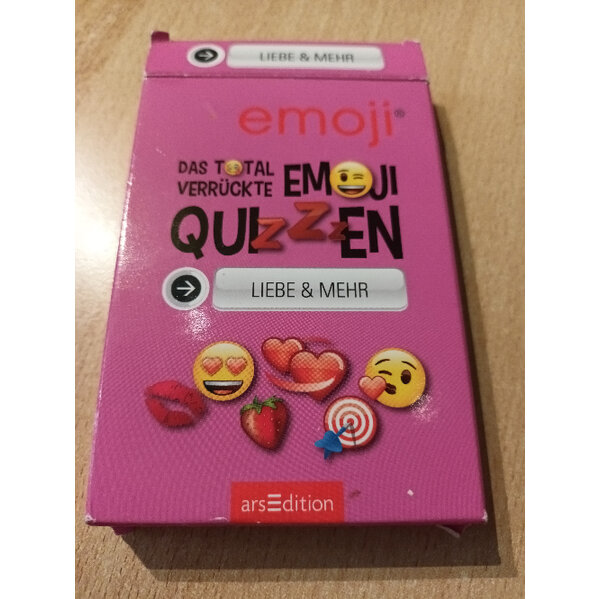 LIEBE & MEHR
emoji®
DAS TOTAL
VERRÜCKTE EMOJI
QUIZZzEN
LIEBE & MEHR
arsEdition